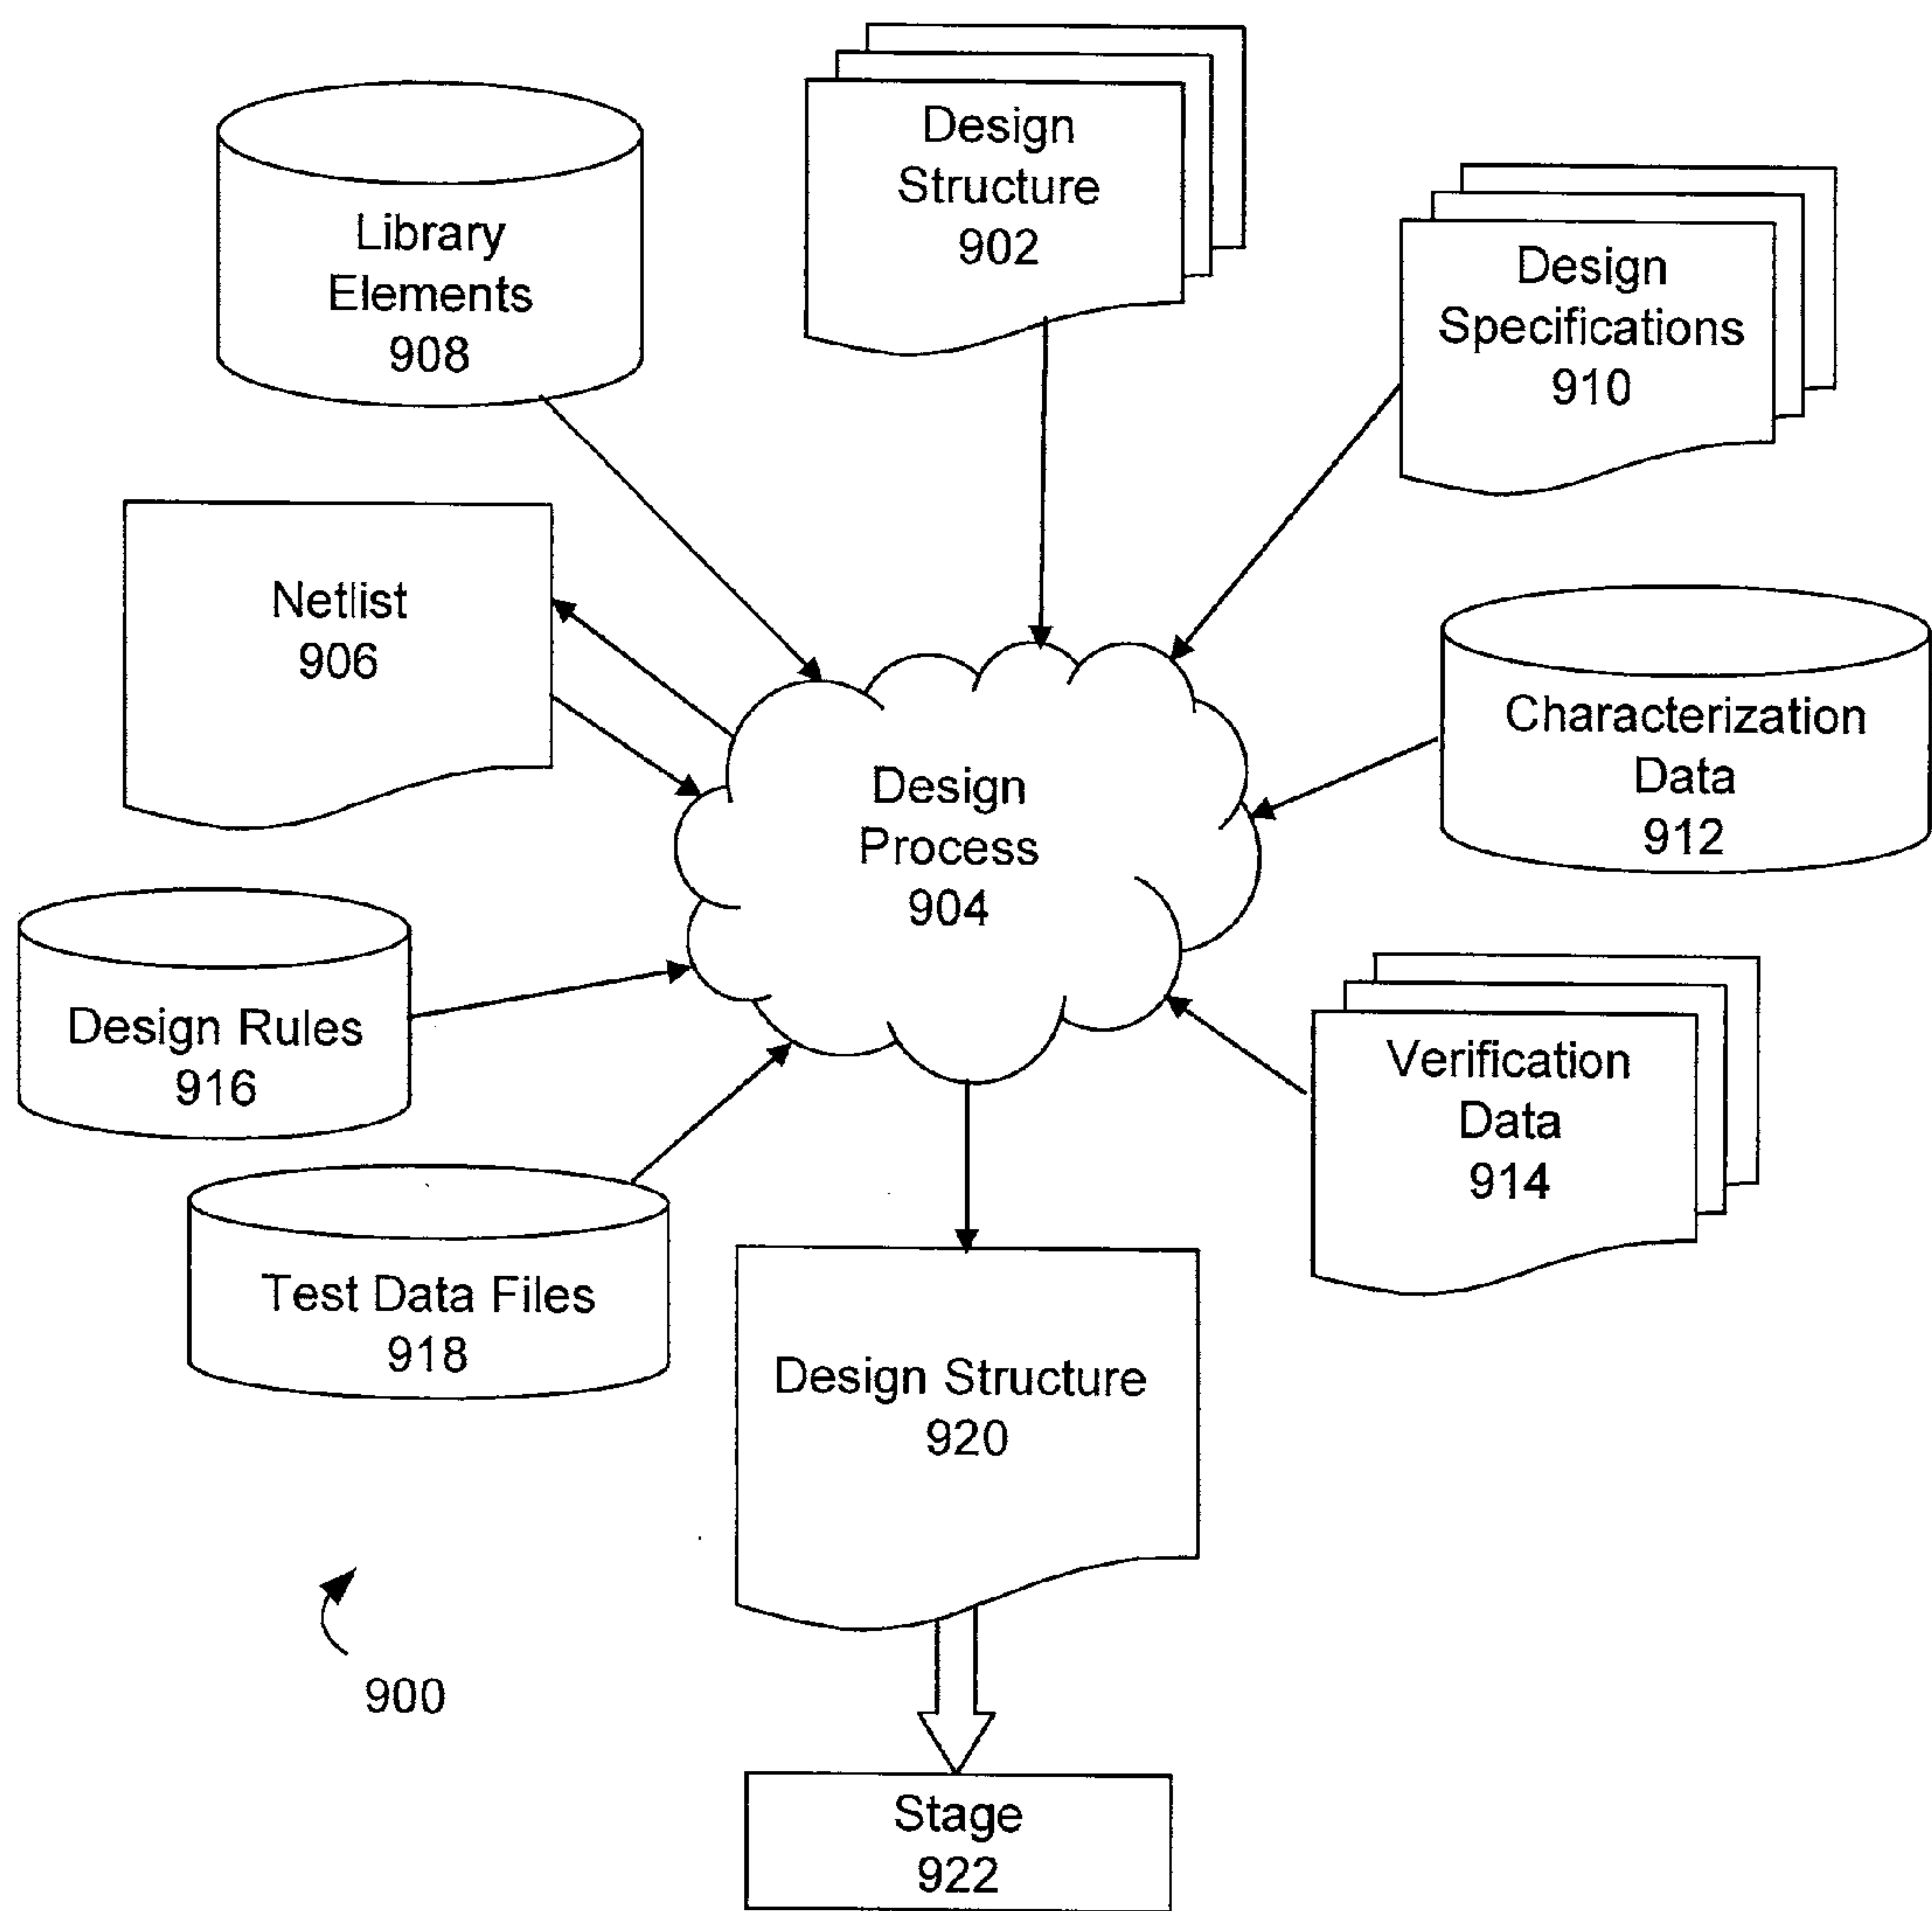 Design
Structure
902
Library
Elements
908
Design
Specifications
910
Netlist
906
Characterization
Data
912
Design
Process
904
Design Rules
916
Verification
Data
914
Test Data Files
918
Design Structure
920
900
Stage
922